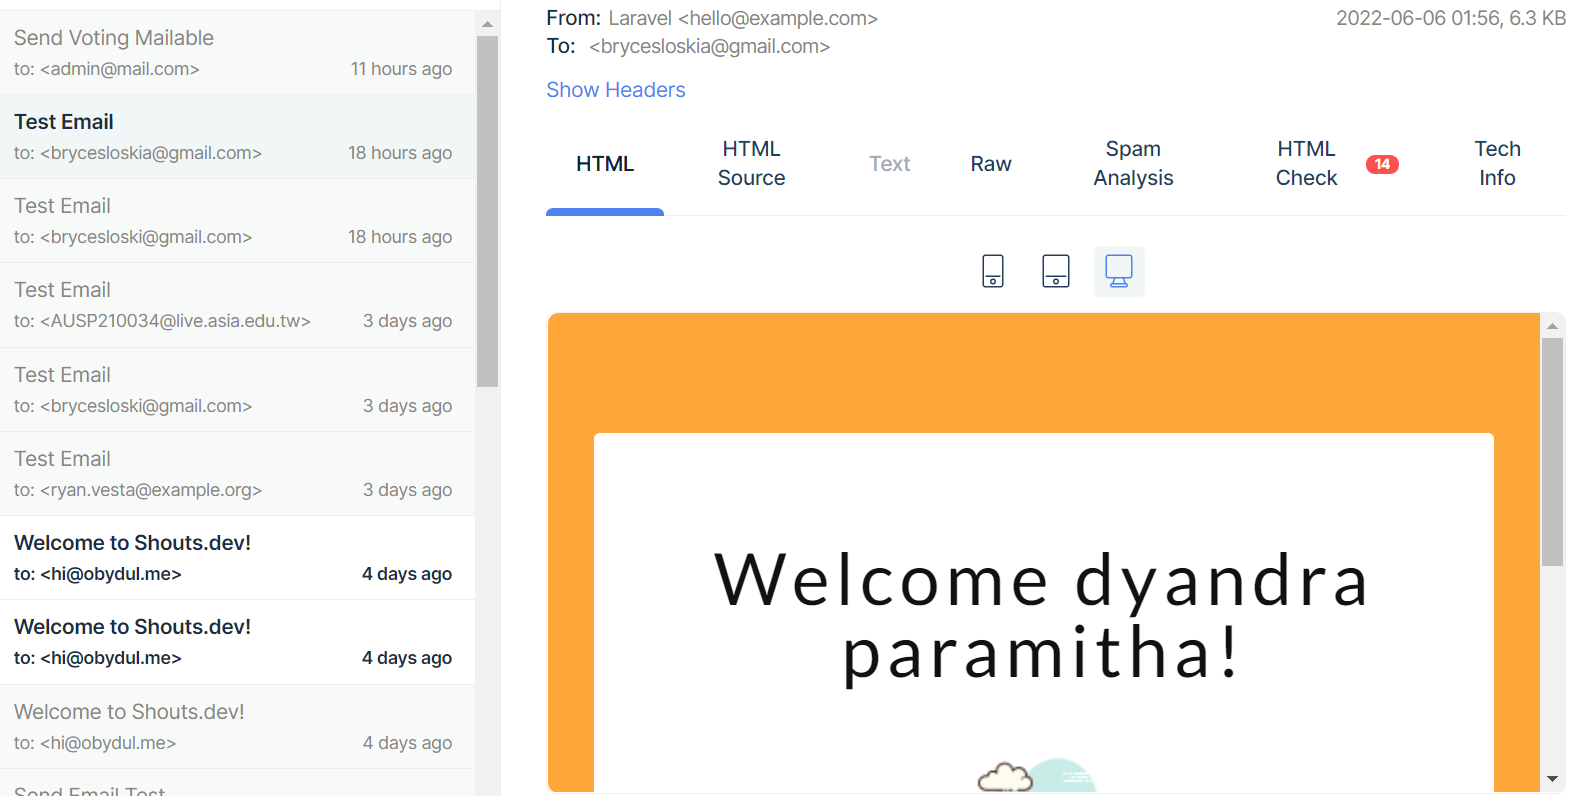 Send Voting Mailable
to: <admin@mail.com> 11 hours ago
Test Email
to: <brycesloskia@gmail.com> 18 hours ago
Test Email
to: <brycesloski@gmail.com> 18 hours ago
Test Email
to: <AUSP210034@live.asia.edu.tw> 3 days ago
Test Email
to: <brycesloski@gmail.com> 3 days ago
Test Email
to: <ryan.vesta@example.org> 3 days ago
Welcome to Shouts.dev!
to: <hi@obydul.me> 4 days ago
Welcome to Shouts.dev!
to: <hi@obydul.me> 4 days ago
Welcome to Shouts.dev!
to: <hi@obydul.me> 4 days ago
Send Email Test
From: Laravel <hello@example.com> 2022-06-06 01:56, 6.3 KB
To: <brycesloskia@gmail.com>
Show Headers
HTML
HTML
Source
Text
Raw
Spam
Analysis
HTML
Check
14
Tech
Info
Welcome dyandra
paramitha!